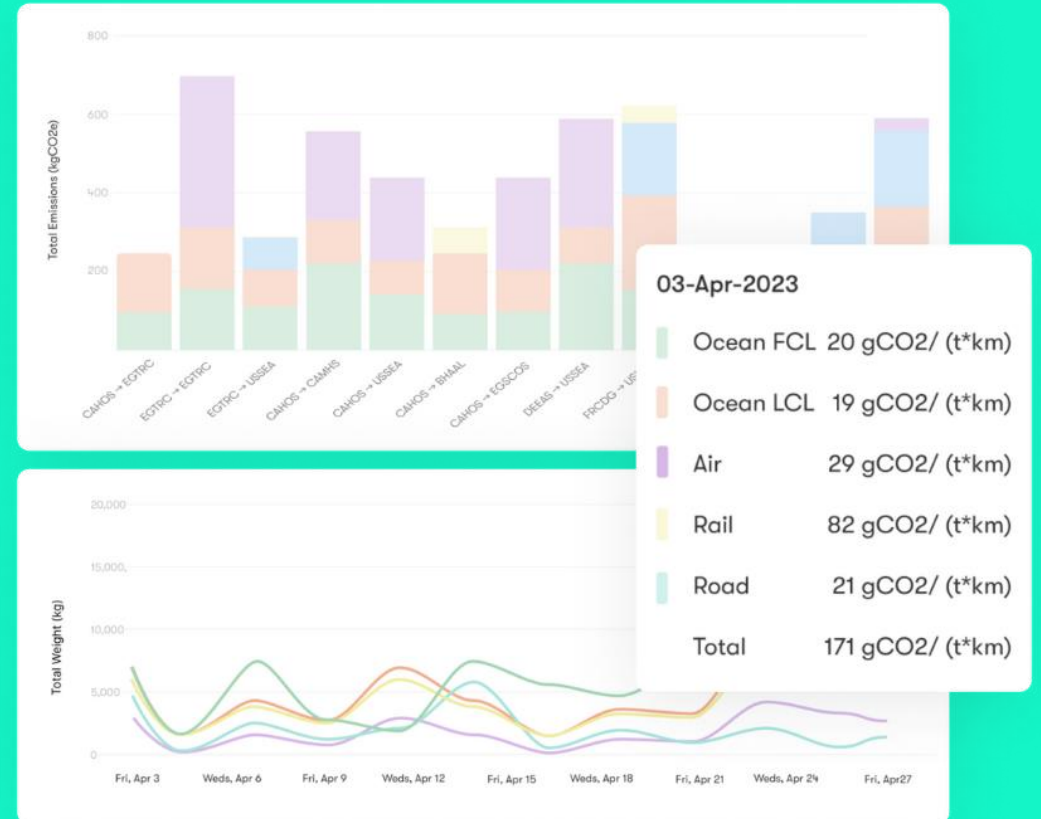 800
600
400
200
Total Emissions (kgCO2e)
CAHOS → EGTRC
EGTRC → EGTRC
EGTRC → USSEA
CAHOS → CAMHS
CAHOS → USSEA
CAHOS → BHAAL
CAHOS → EGSCOS
DEEAS → USSEA
FRCDG → US
03-Apr-2023
Ocean FCL 20 gCO2/ (t*km)
Ocean LCL 19 gCO2/ (t*km)
Air 29 gCO2/ (t*km)
Rail 82 gCO2/ (t*km)
Road 21 gCO2/ (t*km)
Total 171 gCO2/ (t*km)
20,000
15,000,
10,000
5,000
0
Total Weight (kg)
Fri, Apr 3 Weds, Apr 6 Fri, Apr 9 Weds, Apr 12 Fri, Apr 15 Weds, Apr 18 Fri, Apr 21 Weds, Apr 24 Fri, Apr27